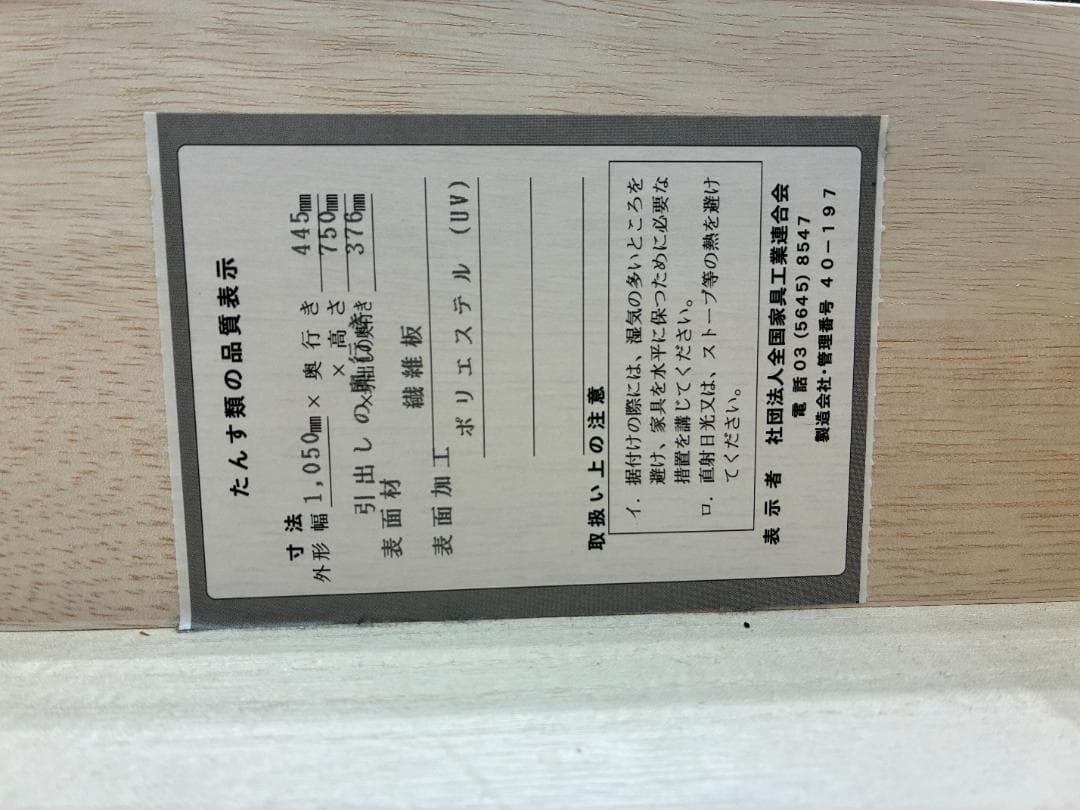 たんす類の品質表示
寸法
外形 幅 1,050㎜ × 奥行き 445㎜
× 高さ 750㎜
引出しの奥行き 376㎜
表面材 繊維板
表面加工 ポリエステル (UV)
取扱い上の注意
イ. 据付けの際には、湿気の多いところを
避け、家具を水平に保つために必要な
措置を講じてください。
ロ. 直射日光又は、ストーブ等の熱を避け
てください。
表示者 社団法人全国家具工業連合会
電話 03 (5645) 8547
製造会社・管理番号 40-197